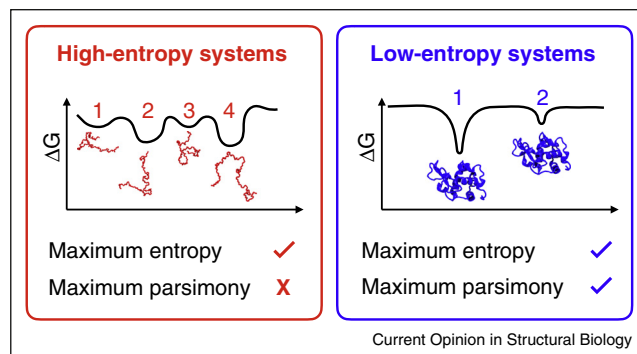 High-entropy systems
1 2 3 4
ΔG
Maximum entropy ✓
Maximum parsimony X
Low-entropy systems
1 2
ΔG
Maximum entropy ✓
Maximum parsimony ✓
Current Opinion in Structural Biology